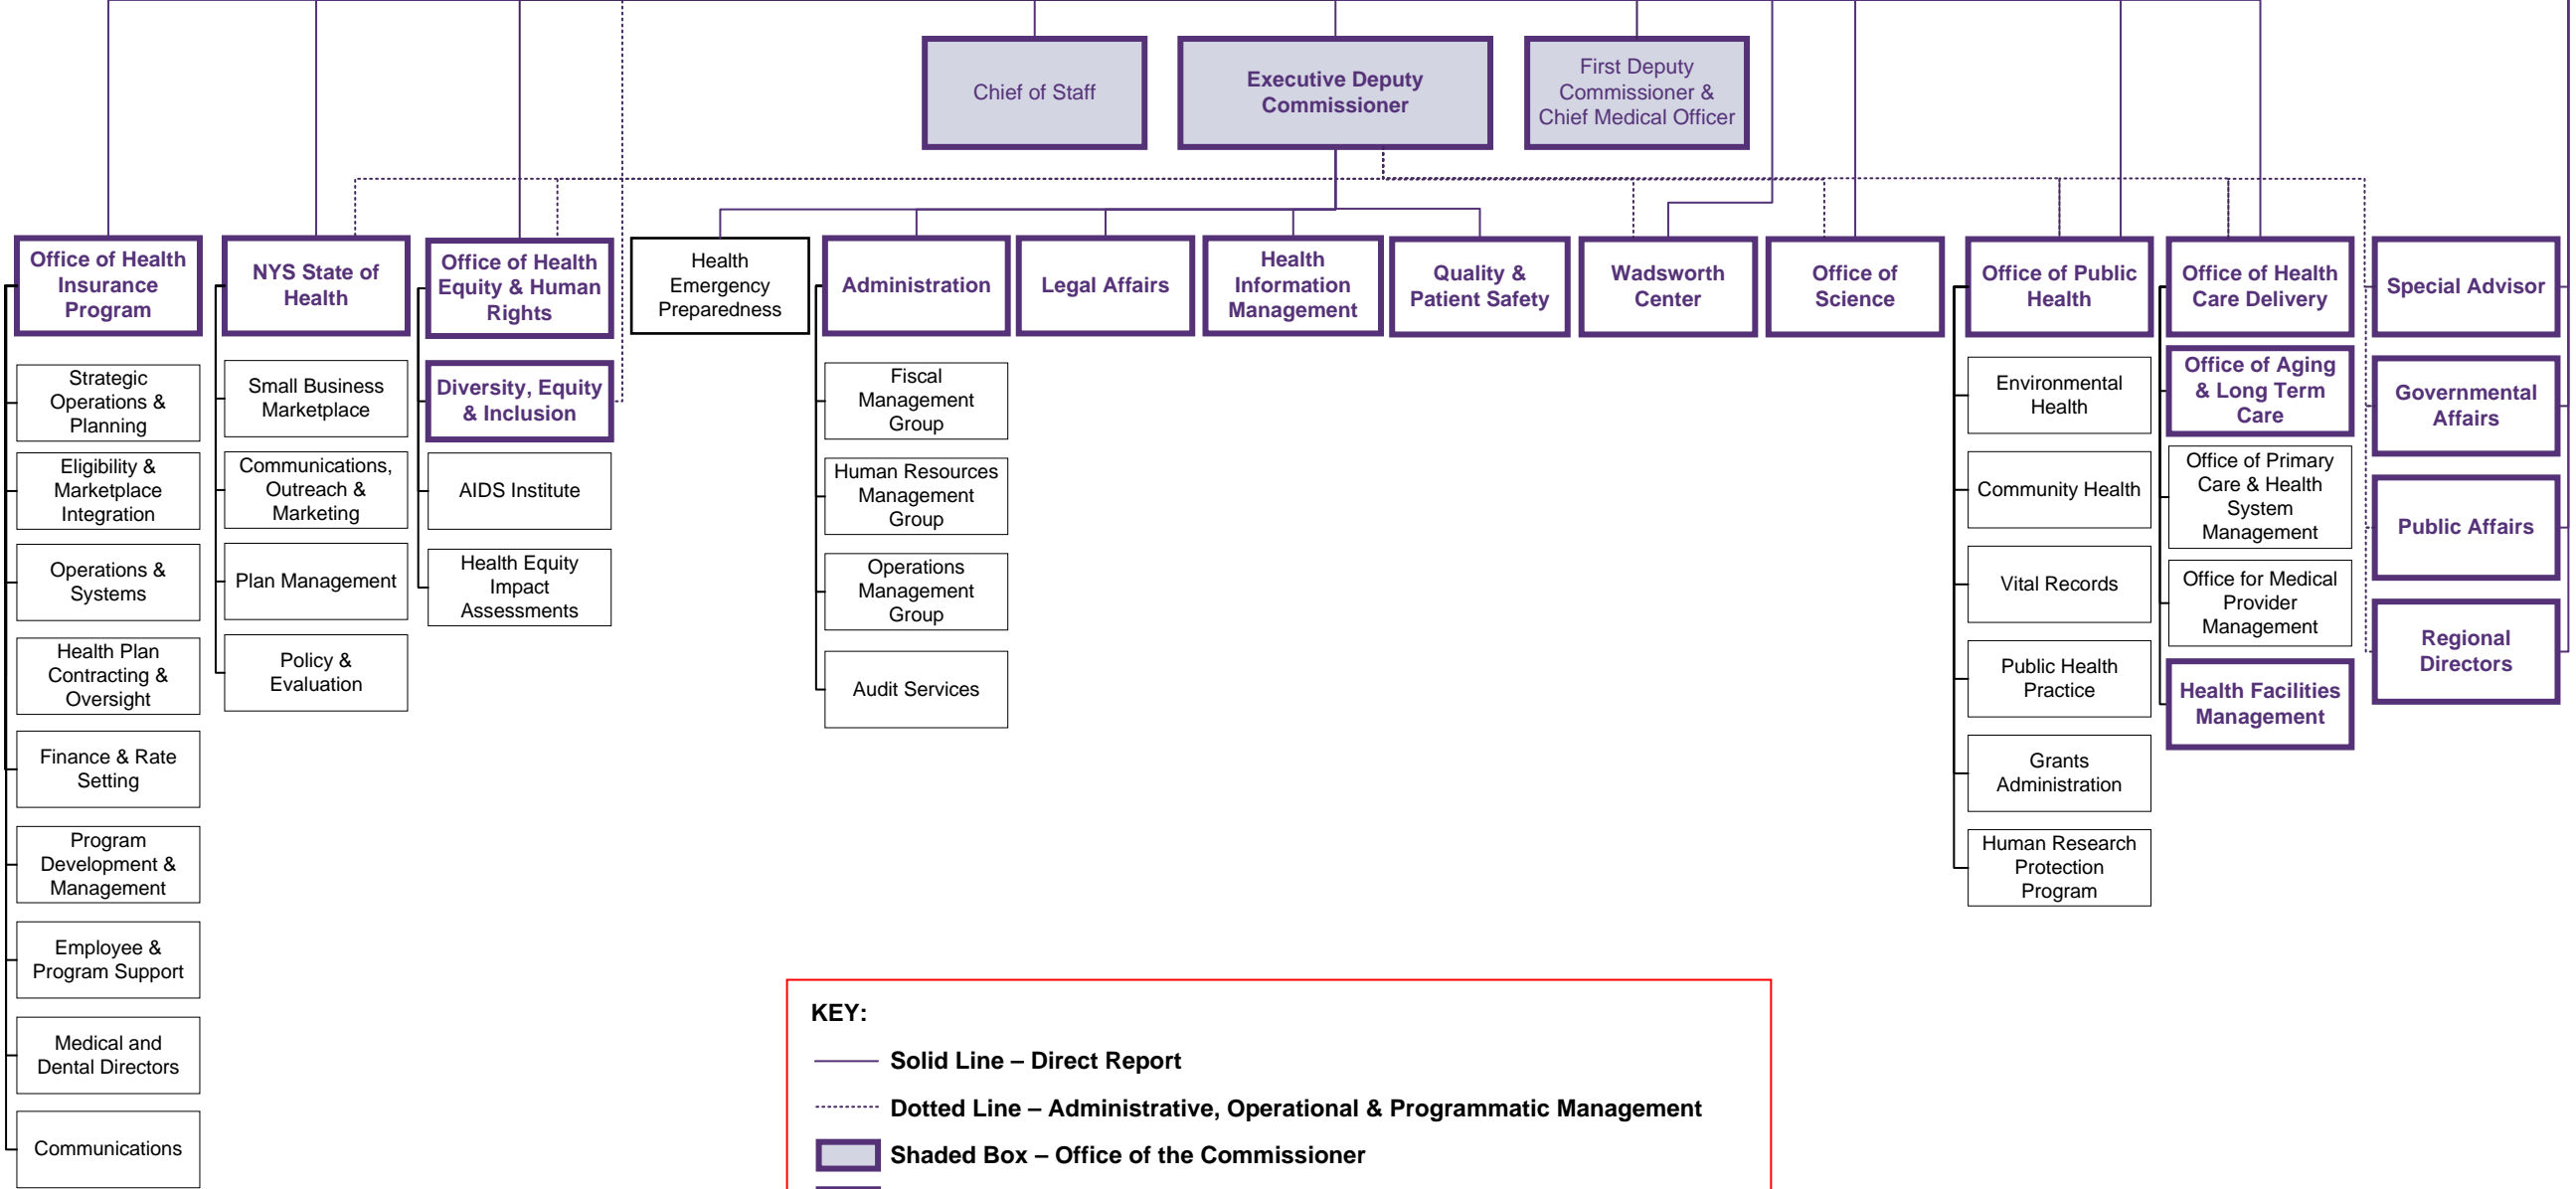 Chief of Staff
Executive Deputy
Commissioner
First Deputy
Commissioner &
Chief Medical Officer
Office of Health
Insurance
Program
NYS State of
Health
Office of Health
Equity & Human
Rights
Health
Emergency
Preparedness
Administration
Legal Affairs
Health
Information
Management
Quality &
Patient Safety
Wadsworth
Center
Office of
Science
Office of Public
Health
Office of Health
Care Delivery
Special Advisor
Strategic
Operations &
Planning
Eligibility &
Marketplace
Integration
Operations &
Systems
Health Plan
Contracting &
Oversight
Finance & Rate
Setting
Program
Development &
Management
Employee &
Program Support
Medical and
Dental Directors
Communications
Small Business
Marketplace
Communications,
Outreach &
Marketing
Plan Management
Policy &
Evaluation
Diversity, Equity
& Inclusion
AIDS Institute
Health Equity
Impact
Assessments
Fiscal
Management
Group
Human Resources
Management
Group
Operations
Management
Group
Audit Services
Environmental
Health
Community Health
Vital Records
Public Health
Practice
Grants
Administration
Human Research
Protection
Program
Office of Aging
& Long Term
Care
Office of Primary
Care & Health
System
Management
Office for Medical
Provider
Management
Health Facilities
Management
Governmental
Affairs
Public Affairs
Regional
Directors
KEY:
Solid Line – Direct Report
Dotted Line – Administrative, Operational & Programmatic Management
Shaded Box – Office of the Commissioner